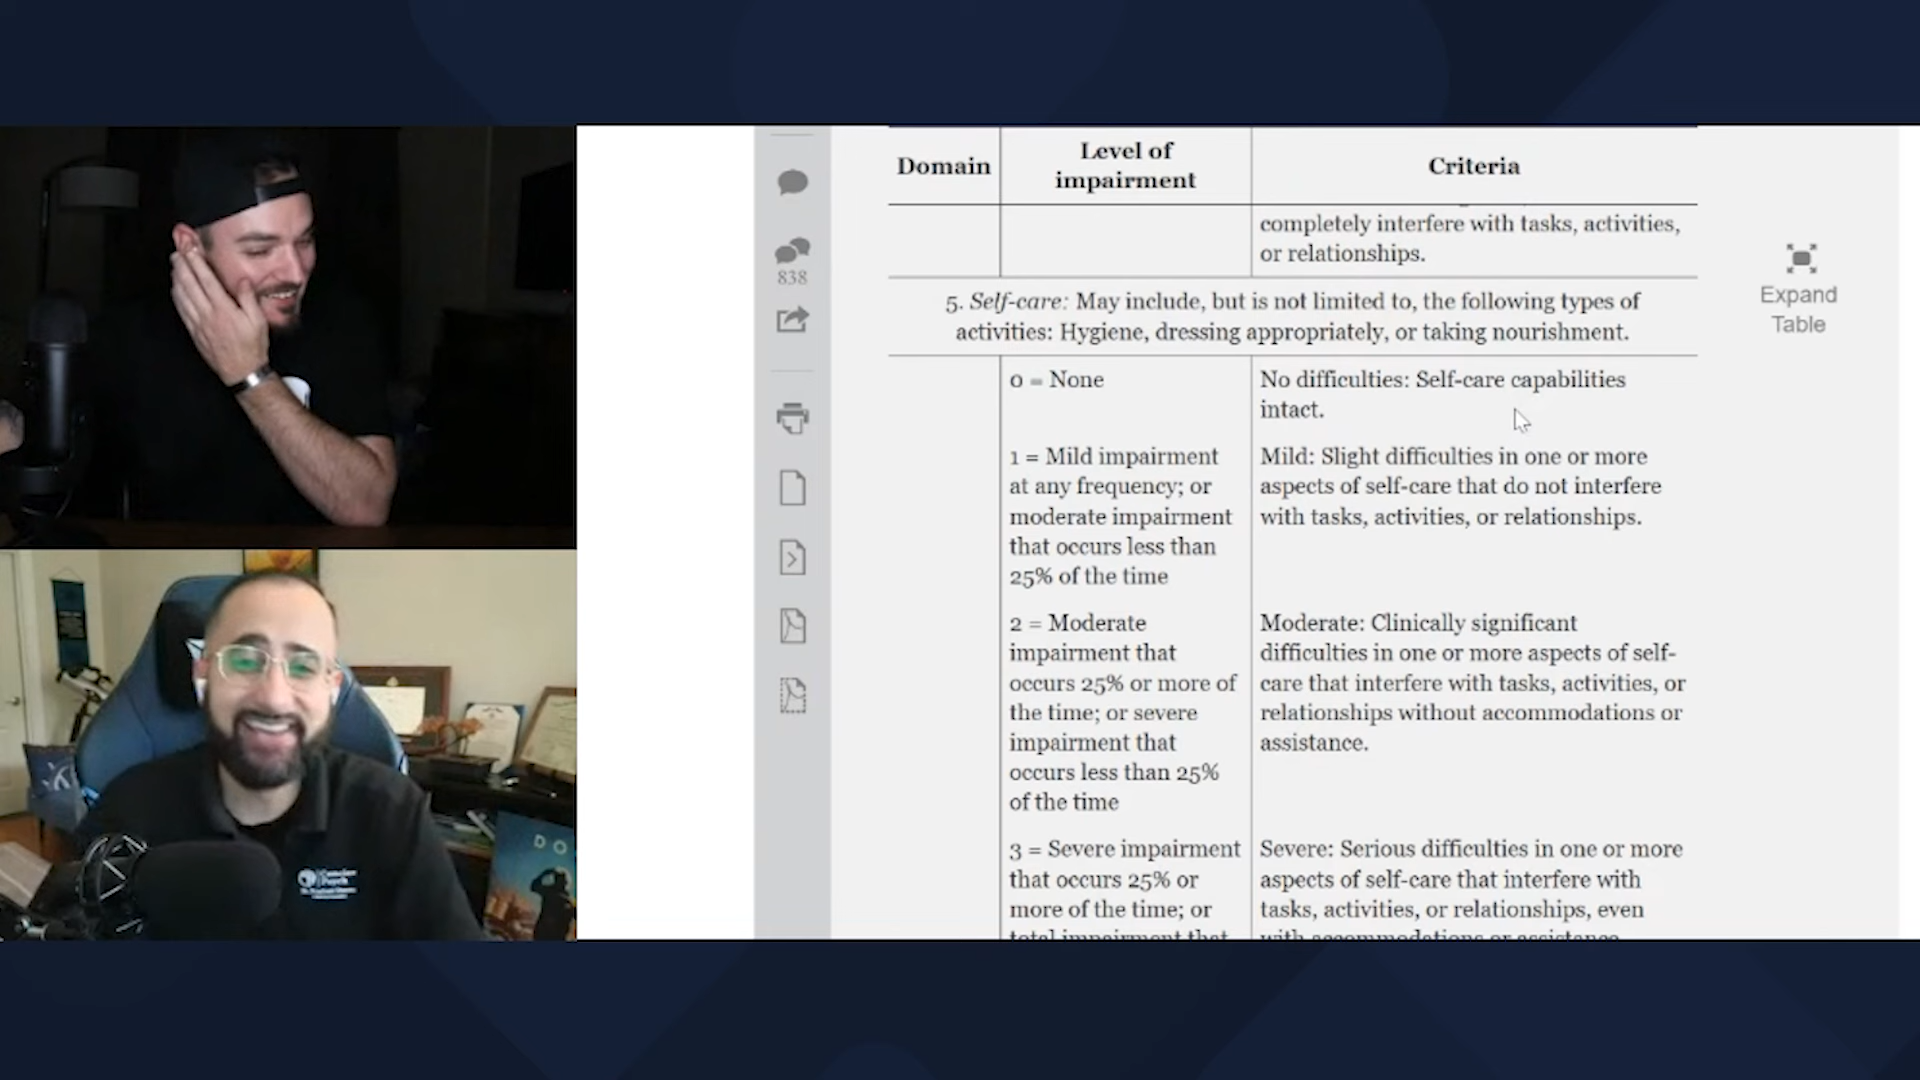 Domain
Level of
impairment
Criteria
completely interfere with tasks, activities,
or relationships.
838
Expand
Table
5. Self-care: May include, but is not limited to, the following types of
activities: Hygiene, dressing appropriately, or taking nourishment.
0 = None
No difficulties: Self-care capabilities
intact.
1 = Mild impairment
at any frequency; or
moderate impairment
that occurs less than
25% of the time
Mild: Slight difficulties in one or more
aspects of self-care that do not interfere
with tasks, activities, or relationships.
2 = Moderate
impairment that
occurs 25% or more of
the time; or severe
impairment that
occurs less than 25%
of the time
Moderate: Clinically significant
difficulties in one or more aspects of self-
care that interfere with tasks, activities, or
relationships without accommodations or
assistance.
3 = Severe impairment
that occurs 25% or
more of the time; or
total impairment that
Severe: Serious difficulties in one or more
aspects of self-care that interfere with
tasks, activities, or relationships, even
with accommodations or assistance
DO